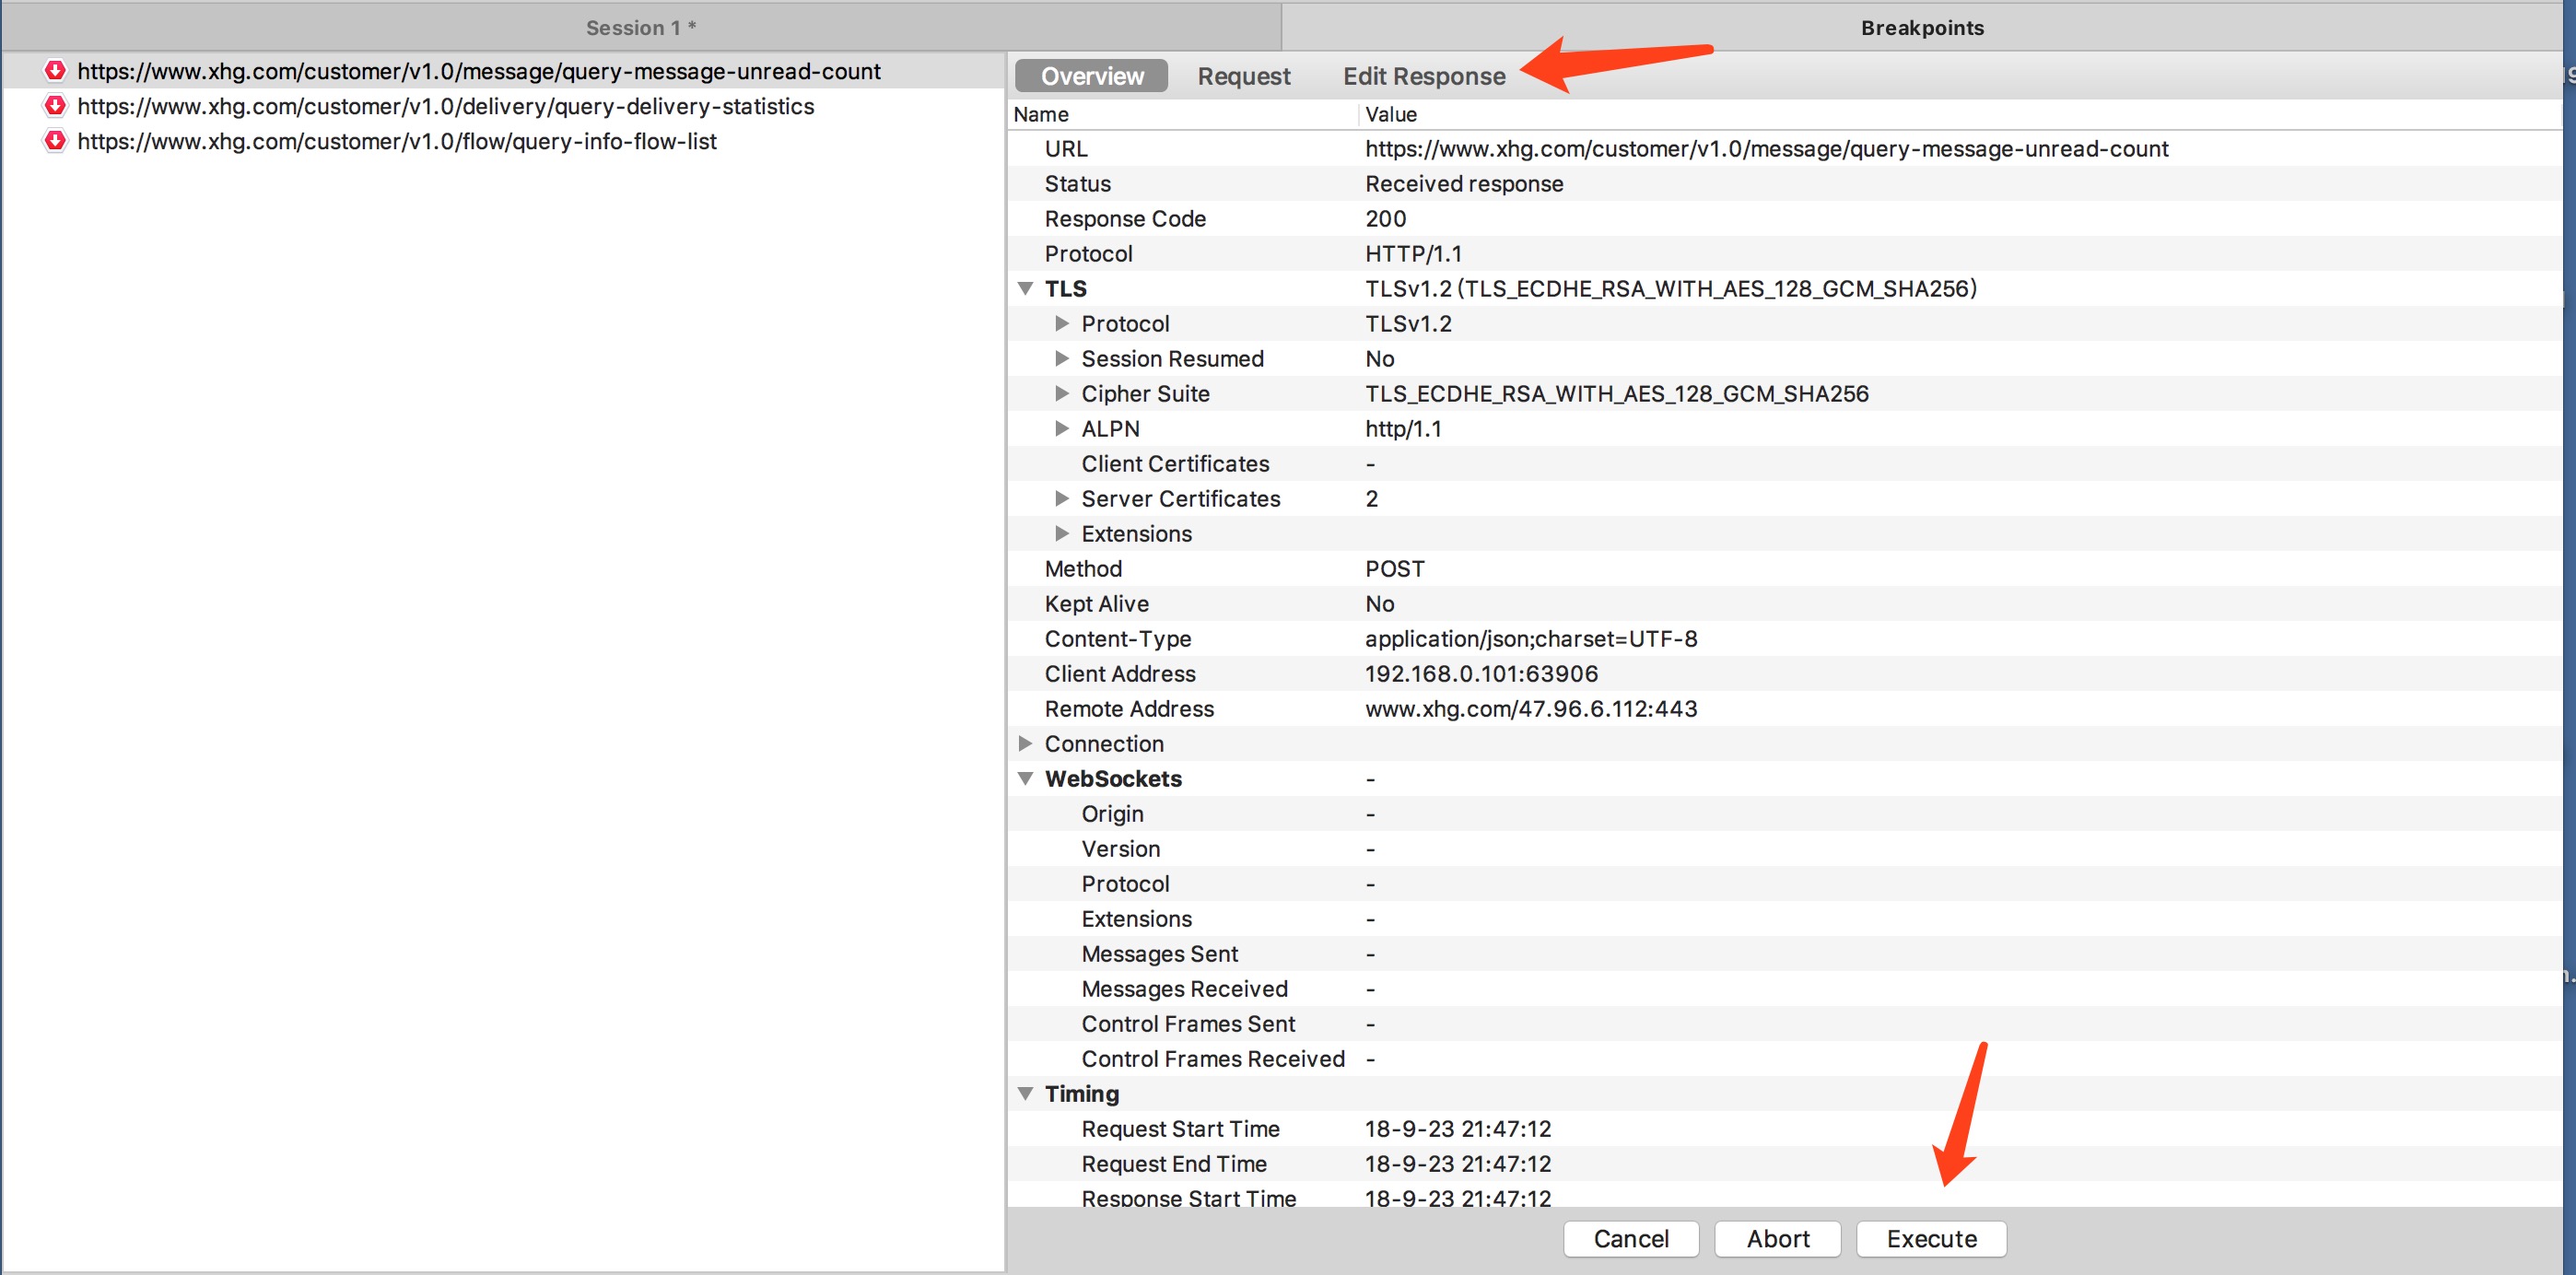 Session 1 *
Breakpoints
https://www.xhg.com/customer/v1.0/message/query-message-unread-count
https://www.xhg.com/customer/v1.0/delivery/query-delivery-statistics
https://www.xhg.com/customer/v1.0/flow/query-info-flow-list
Overview Request Edit Response
Name Value
URL https://www.xhg.com/customer/v1.0/message/query-message-unread-count
Status Received response
Response Code 200
Protocol HTTP/1.1
TLS TLSv1.2 (TLS_ECDHE_RSA_WITH_AES_128_GCM_SHA256)
Protocol TLSv1.2
Session Resumed No
Cipher Suite TLS_ECDHE_RSA_WITH_AES_128_GCM_SHA256
ALPN http/1.1
Client Certificates -
Server Certificates 2
Extensions
Method POST
Kept Alive No
Content-Type application/json;charset=UTF-8
Client Address 192.168.0.101:63906
Remote Address www.xhg.com/47.96.6.112:443
Connection
WebSockets -
Origin -
Version -
Protocol -
Extensions -
Messages Sent -
Messages Received -
Control Frames Sent -
Control Frames Received -
Timing
Request Start Time 18-9-23 21:47:12
Request End Time 18-9-23 21:47:12
Response Start Time 18-9-23 21:47:12
Cancel Abort Execute